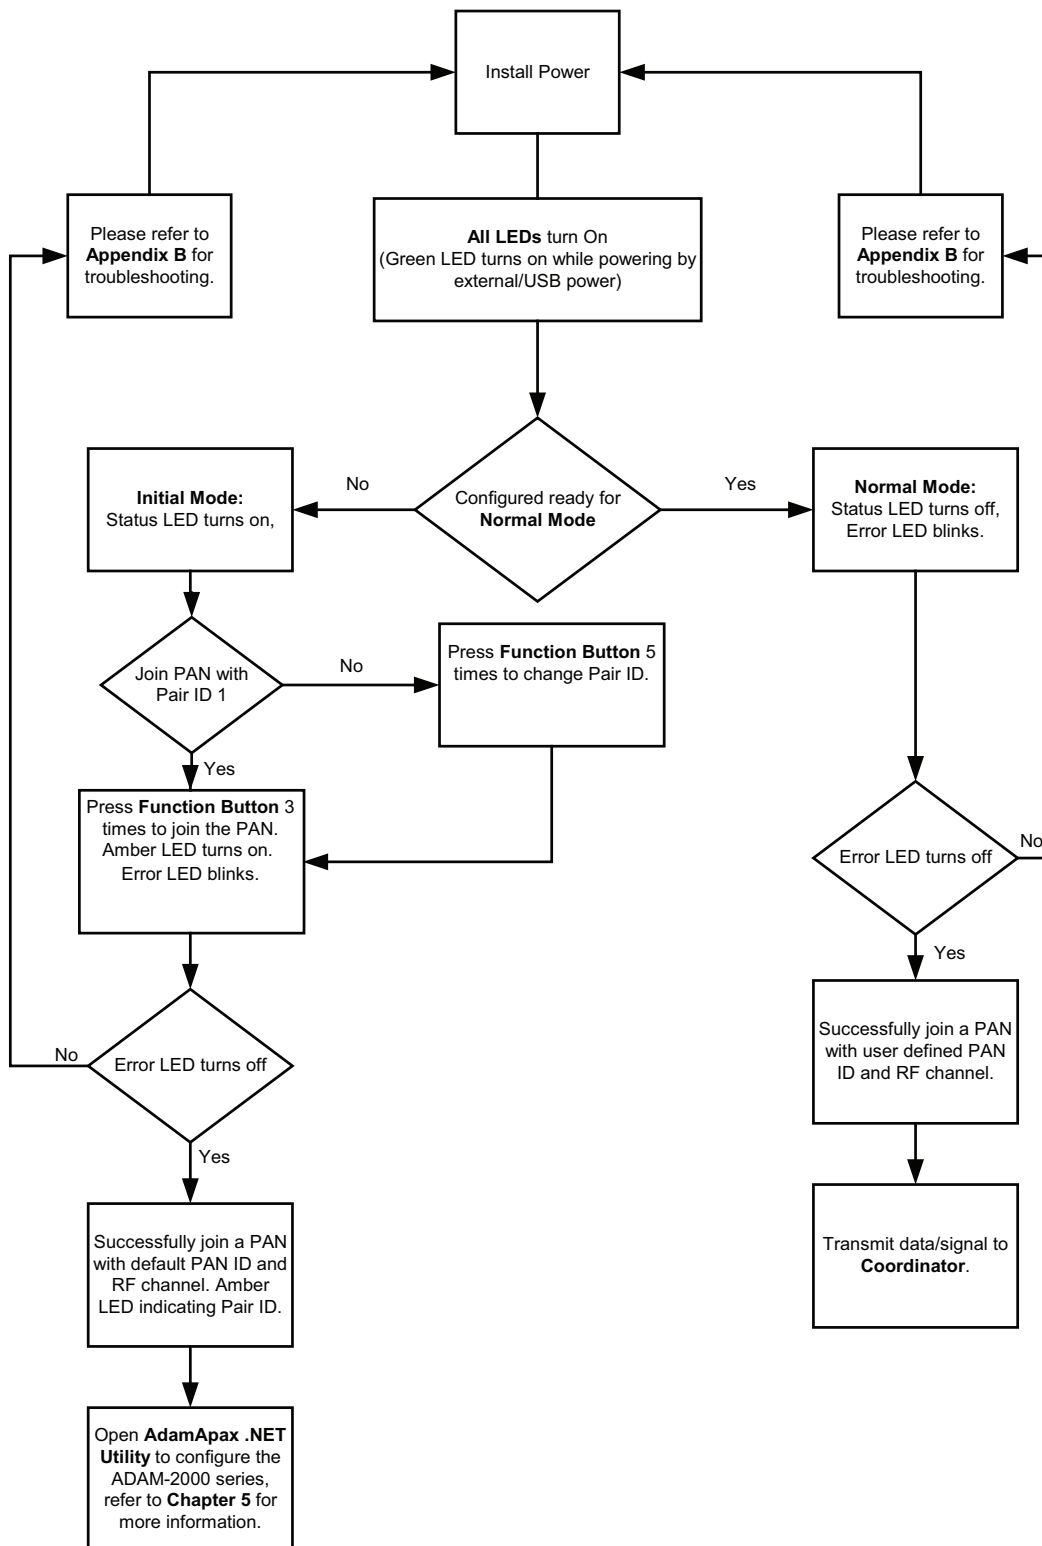 Install Power
Please refer to
Appendix B for
troubleshooting.
All LEDs turn On
(Green LED turns on while powering by
external/USB power)
Please refer to
Appendix B for
troubleshooting.
Initial Mode:
Status LED turns on,
No
Configured ready for
Normal Mode
Yes
Normal Mode:
Status LED turns off,
Error LED blinks.
Join PAN with
Pair ID 1
No
Press Function Button 5
times to change Pair ID.
Yes
Press Function Button 3
times to join the PAN.
Amber LED turns on.
Error LED blinks.
Error LED turns off
No
Yes
No
Error LED turns off
Yes
Successfully join a PAN
with user defined PAN
ID and RF channel.
Successfully join a PAN
with default PAN ID and
RF channel. Amber
LED indicating Pair ID.
Transmit data/signal to
Coordinator.
Open AdamApax .NET
Utility to configure the
ADAM-2000 series,
refer to Chapter 5 for
more information.